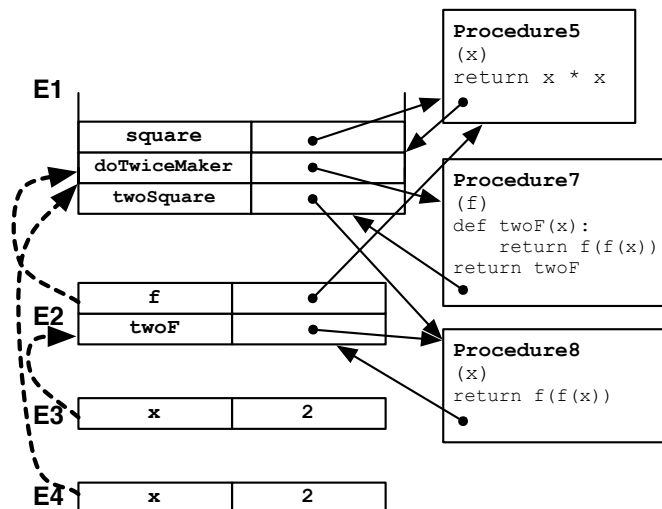 E1
square
doTwiceMaker
twoSquare
Procedure5
(x)
return x * x
Procedure7
(f)
def twoF(x):
    return f(f(x))
return twoF
E2
f
twoF
Procedure8
(x)
return f(f(x))
E3
x 2
E4
x 2